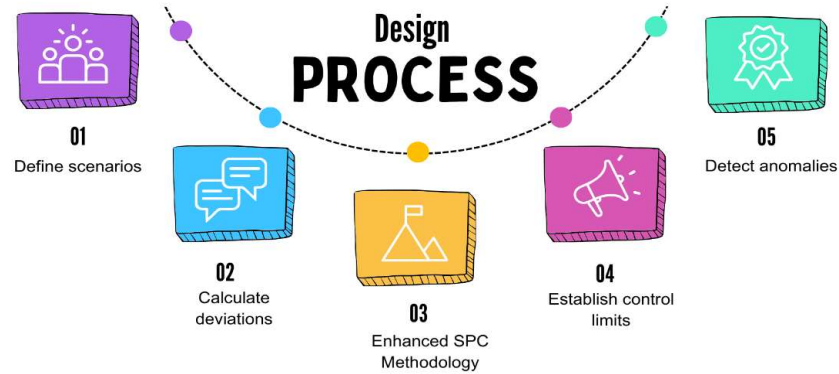 Design
PROCESS
01
Define scenarios
02
Calculate
deviations
03
Enhanced SPC
Methodology
04
Establish control
limits
05
Detect anomalies